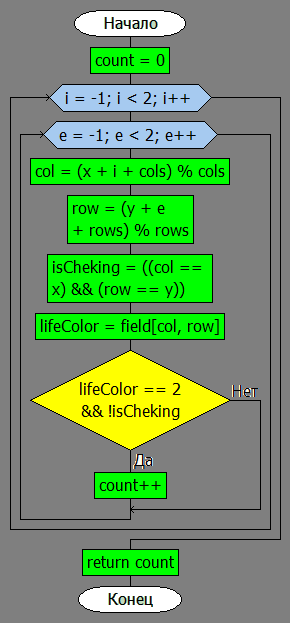 Начало
count = 0
i = -1; i < 2; i++
e = -1; e < 2; e++
col = (x + i + cols) % cols
row = (y + e
+ rows) % rows
isCheking = ((col ==
x) && (row == y))
lifeColor = field[col, row]
lifeColor == 2
&& !isCheking
Нет
Да
count++
return count
Конец